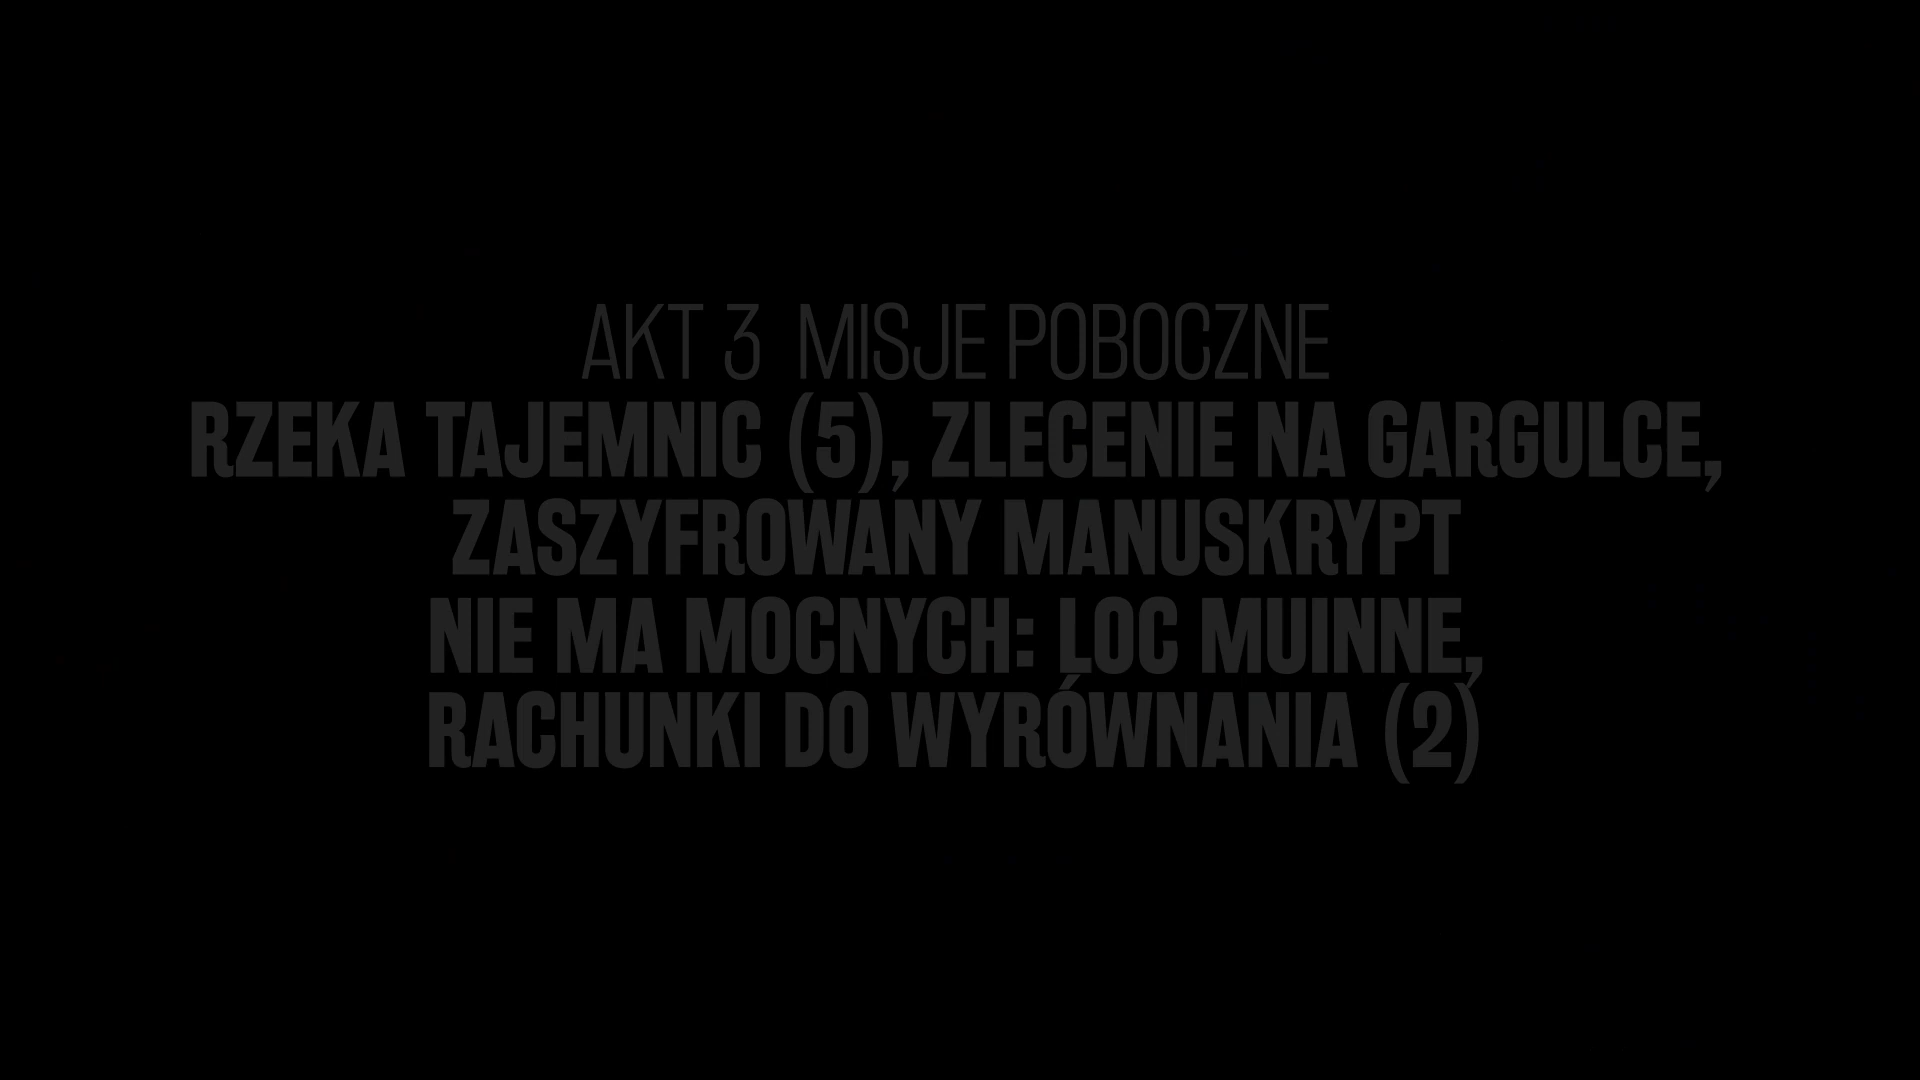 AKT 3 MISJE POBOCZNE
RZEKA TAJEMNIC (5), ZLECENIE NA GARGULCE,
ZASZYFROWANY MANUSKRYPT
NIE MA MOCNYCH: LOC MUINNE,
RACHUNKI DO WYRÓWNANIA (2)